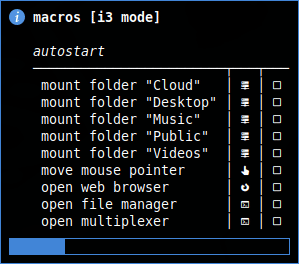 macros [i3 mode]
autostart
mount folder "Cloud"
mount folder "Desktop"
mount folder "Music"
mount folder "Public"
mount folder "Videos"
move mouse pointer
open web browser
open file manager
open multiplexer